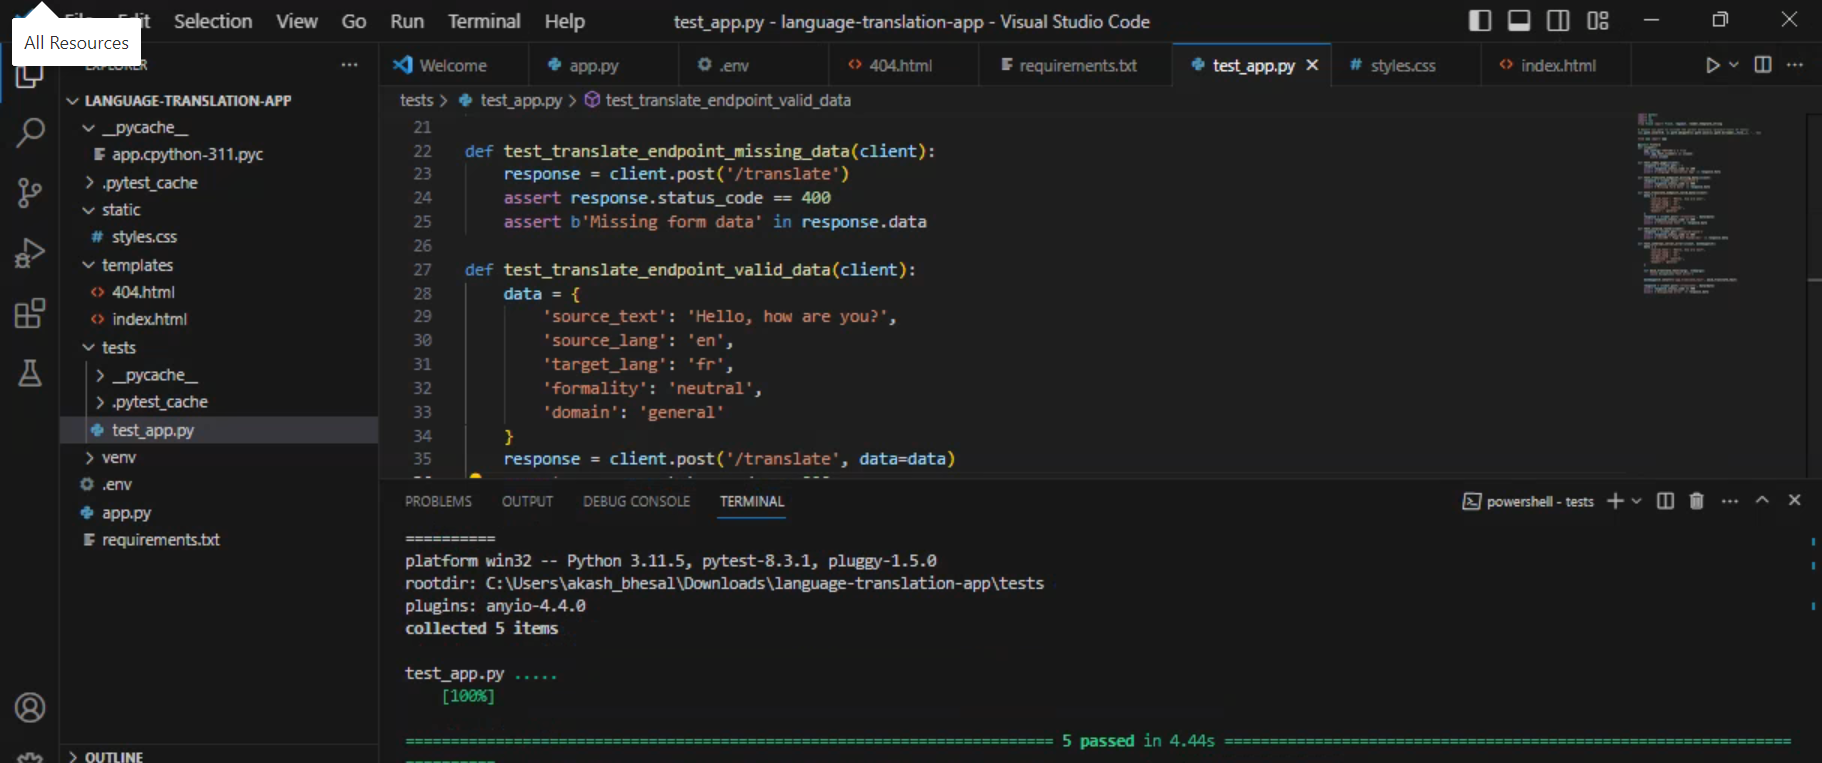 File Edit Selection View Go Run Terminal Help
test_app.py - language-translation-app - Visual Studio Code
All Resources
EXPLORER
LANGUAGE-TRANSLATION-APP
__pycache__
app.cpython-311.pyc
.pytest_cache
static
# styles.css
templates
<> 404.html
<> index.html
tests
__pycache__
.pytest_cache
test_app.py
venv
.env
app.py
requirements.txt
OUTLINE
Welcome app.py .env <> 404.html requirements.txt test_app.py # styles.css <> index.html
tests > test_app.py > test_translate_endpoint_valid_data
21
22 def test_translate_endpoint_missing_data(client):
23 response = client.post('/translate')
24 assert response.status_code == 400
25 assert b'Missing form data' in response.data
26
27 def test_translate_endpoint_valid_data(client):
28 data = {
29 'source_text': 'Hello, how are you?',
30 'source_lang': 'en',
31 'target_lang': 'fr',
32 'formality': 'neutral',
33 'domain': 'general'
34 }
35 response = client.post('/translate', data=data)
PROBLEMS OUTPUT DEBUG CONSOLE TERMINAL
powershell - tests
==========
platform win32 -- Python 3.11.5, pytest-8.3.1, pluggy-1.5.0
rootdir: C:\Users\akash_bhesal\Downloads\language-translation-app\tests
plugins: anyio-4.4.0
collected 5 items
test_app.py .....
[100%]
========== 5 passed in 4.44s ==========
==========